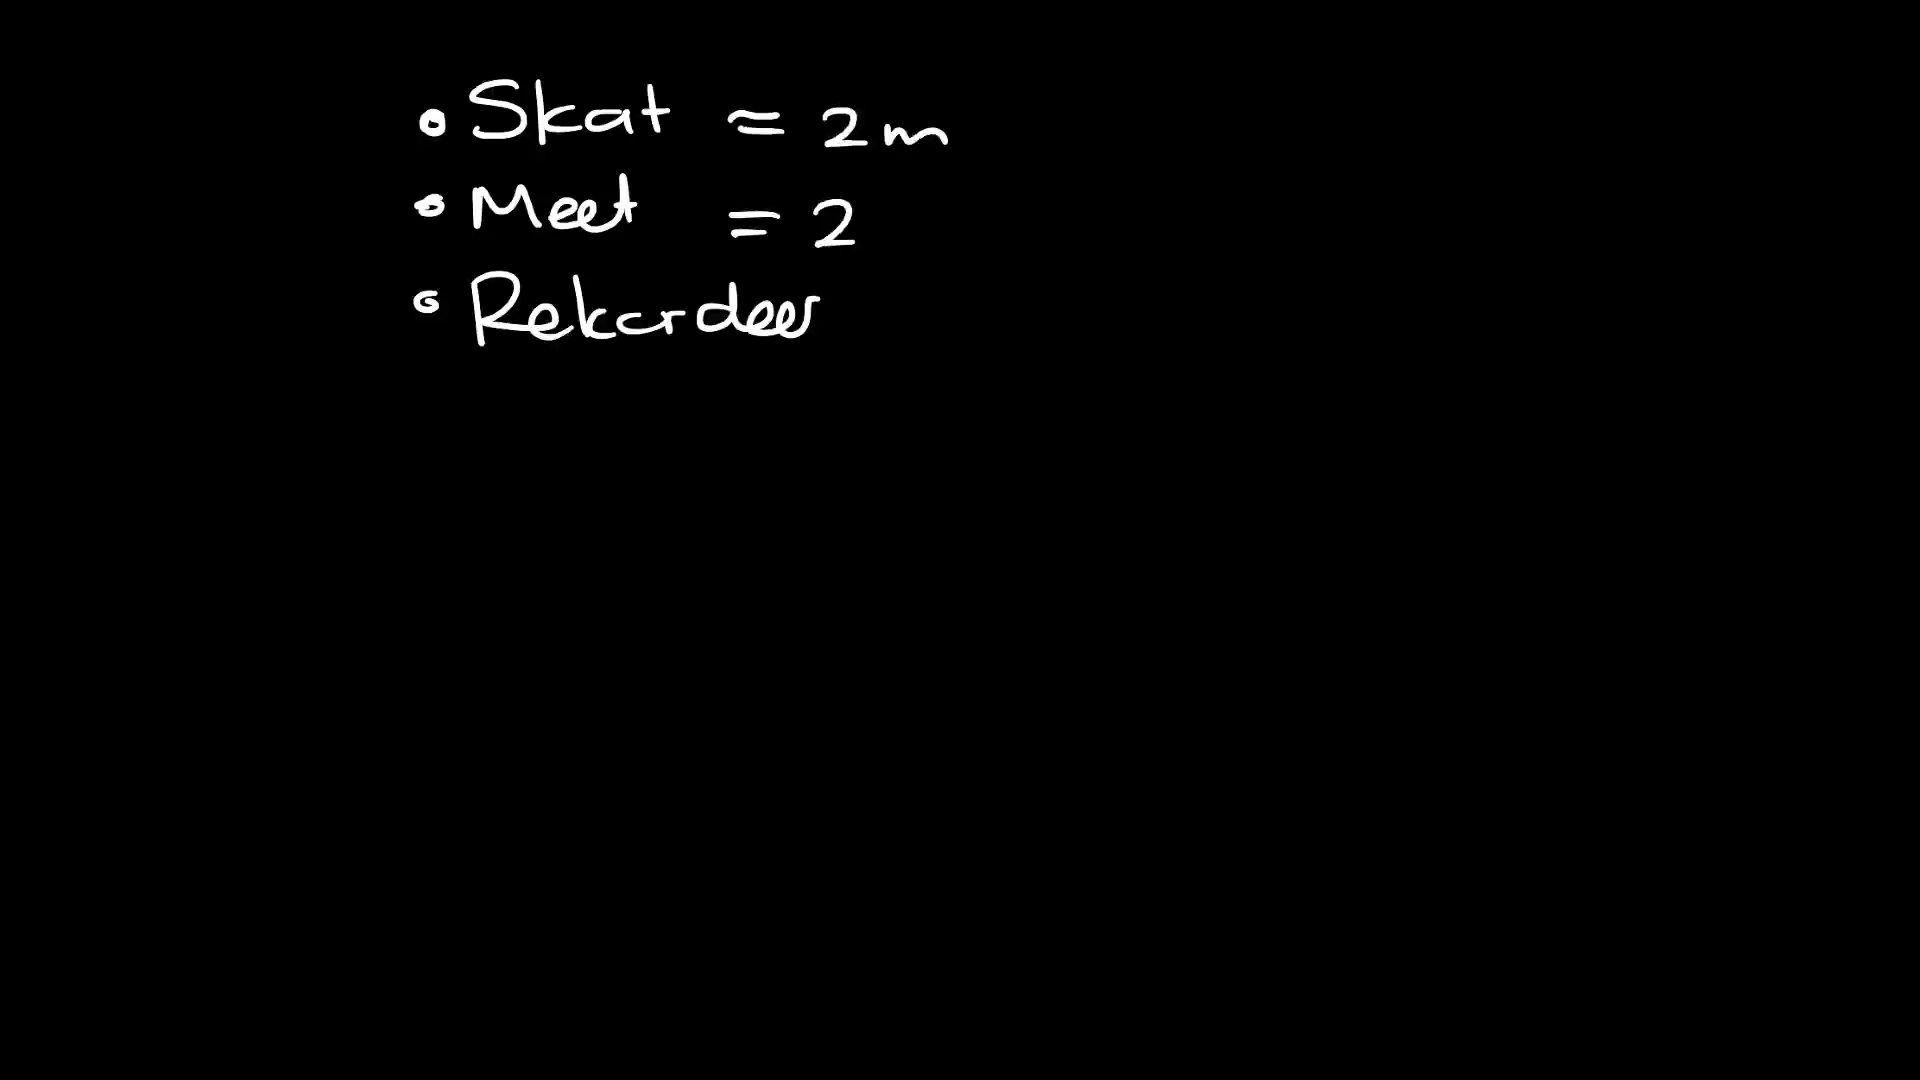 • Skat ≈ 2m
• Meet = 2
• Rekordeer